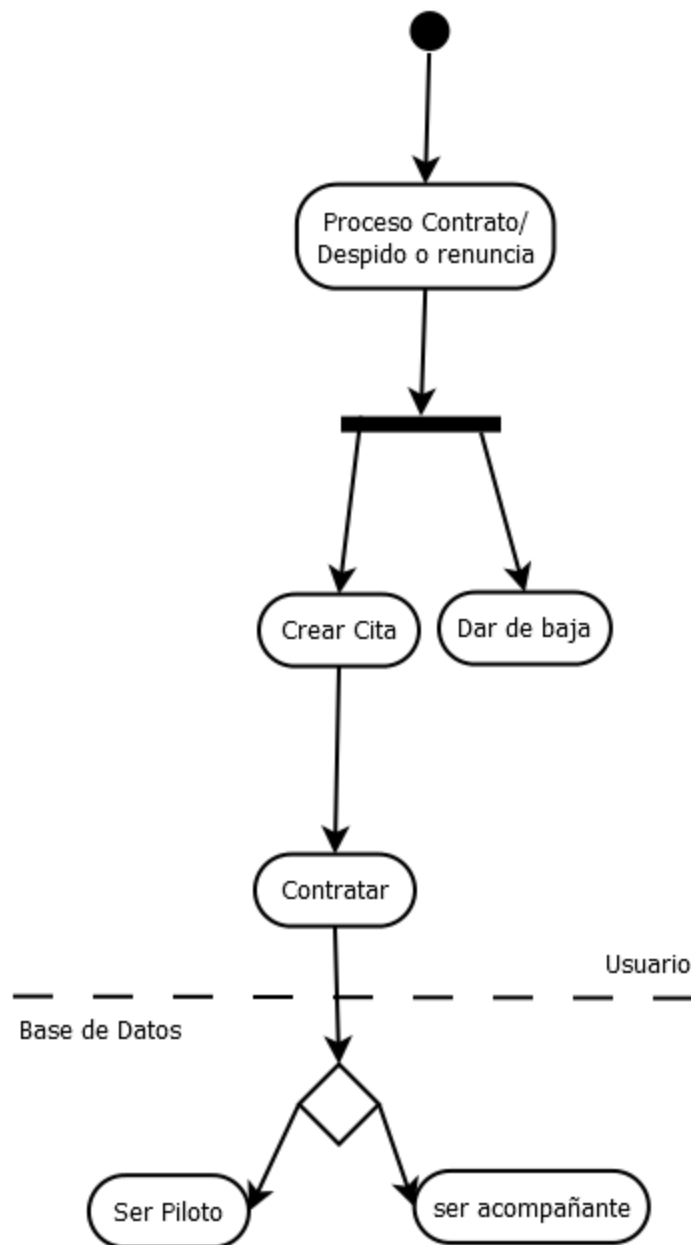 Proceso Contrato/
Despido o renuncia
Crear Cita
Dar de baja
Contratar
Usuario
Base de Datos
Ser Piloto
ser acompañante